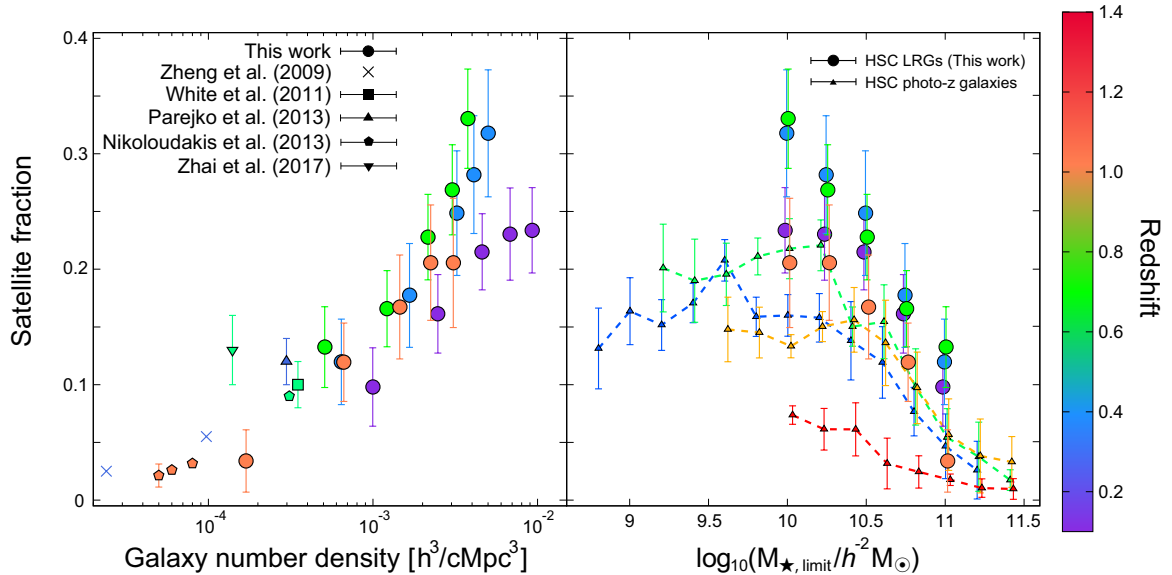 0.4
0.3
0.2
0.1
0
Satellite fraction
This work
Zheng et al. (2009)
White et al. (2011)
Parejko et al. (2013)
Nikoloudakis et al. (2013)
Zhai et al. (2017)
10⁻⁴ 10⁻³ 10⁻²
Galaxy number density [h³/cMpc³]
HSC LRGs (This work)
HSC photo-z galaxies
9 9.5 10 10.5 11 11.5
log₁₀(M★,limit/h⁻²M☉)
1.4
1.2
1.0
0.8
0.6
0.4
0.2
Redshift